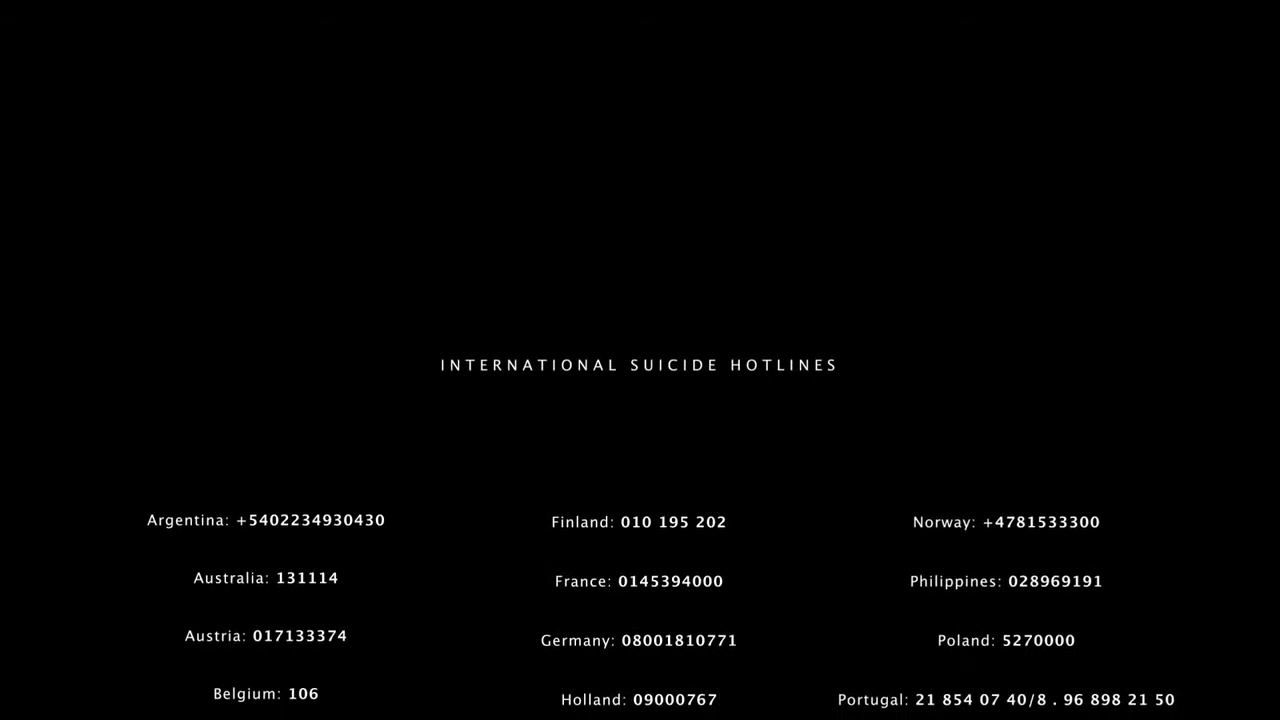 INTERNATIONAL SUICIDE HOTLINES
Argentina: +5402234930430
Australia: 131114
Austria: 017133374
Belgium: 106
Finland: 010 195 202
France: 0145394000
Germany: 08001810771
Holland: 09000767
Norway: +4781533300
Philippines: 028969191
Poland: 5270000
Portugal: 21 854 07 40/8 . 96 898 21 50